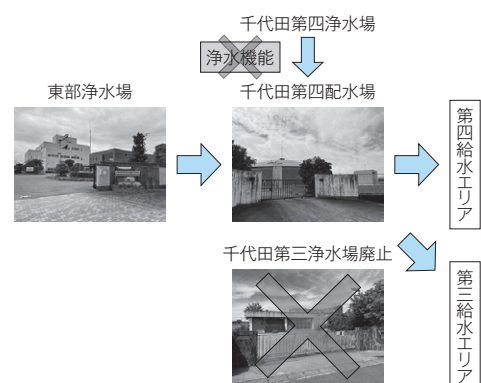 千代田第四浄水場
浄水機能
東部浄水場
千代田第四配水場
第四給水エリア
千代田第三浄水場廃止
第三給水エリア